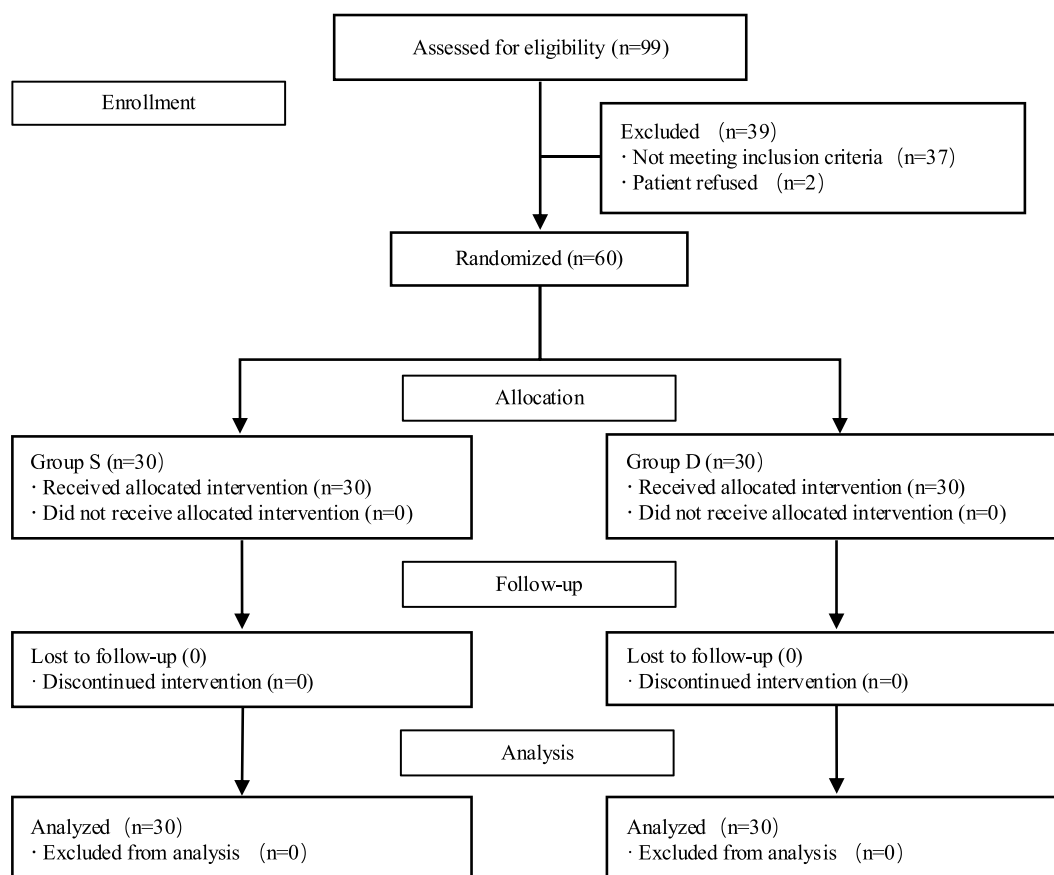 Assessed for eligibility (n=99)
Enrollment
Excluded （n=39）
· Not meeting inclusion criteria（n=37）
· Patient refused （n=2）
Randomized (n=60)
Allocation
Group S (n=30)
· Received allocated intervention (n=30)
· Did not receive allocated intervention (n=0)
Group D (n=30)
· Received allocated intervention (n=30)
· Did not receive allocated intervention (n=0)
Follow-up
Lost to follow-up (0)
· Discontinued intervention (n=0)
Lost to follow-up (0)
· Discontinued intervention (n=0)
Analysis
Analyzed （n=30）
· Excluded from analysis （n=0）
Analyzed （n=30）
· Excluded from analysis （n=0）